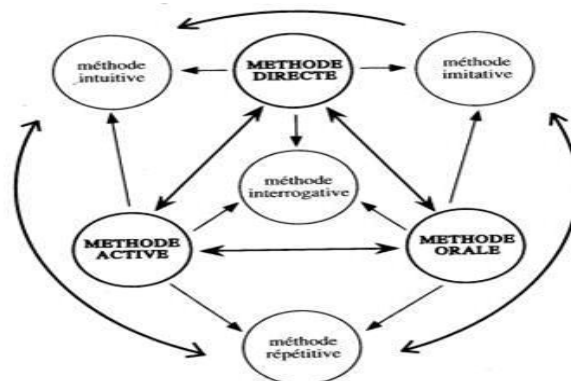 méthode
intuitive
METHODE
DIRECTE
méthode
imitative
méthode
interrogative
METHODE
ACTIVE
METHODE
ORALE
méthode
répétitive